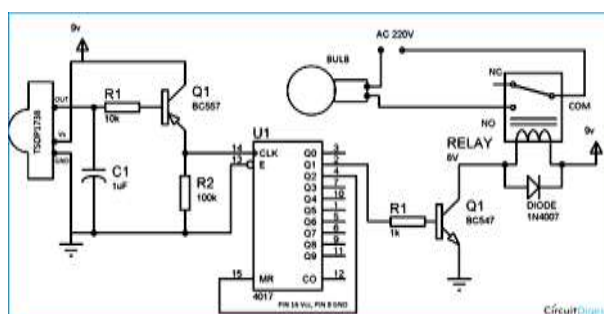 9v
AC 220V
BULB
NC
COM
NO
TSOP1738
OUT
VS
GND
R1
10k
Q1
BC557
C1
1uF
R2
100k
U1
14 CLK
13 E
15 MR
4017
Q0 3
Q1 2
Q2 4
Q3 7
Q4 10
Q5 1
Q6 5
Q7 6
Q8 9
Q9 11
CO 12
PIN 16 Vcc, PIN 8 GND
R1
1k
Q1
BC547
RELAY
9v
DIODE
1N4007